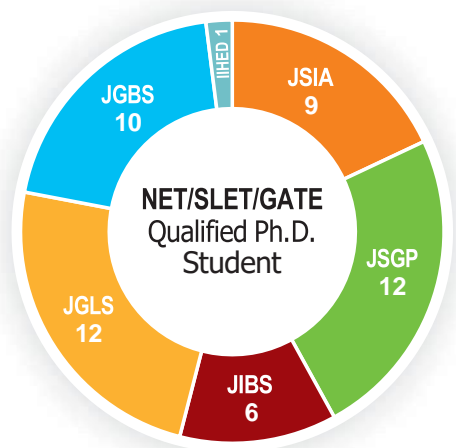 IIHED 1
JSIA
9
JGBS
10
NET/SLET/GATE
Qualified Ph.D.
Student
JSGP
12
JGLS
12
JIBS
6